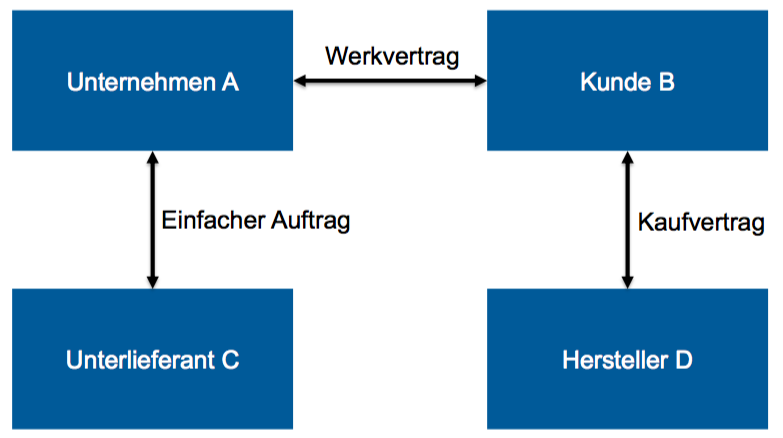 Unternehmen A
Werkvertrag
Kunde B
Einfacher Auftrag
Kaufvertrag
Unterlieferant C
Hersteller D